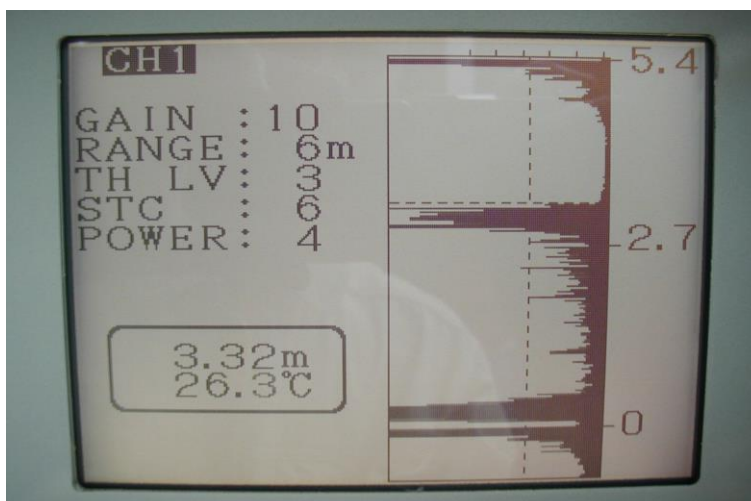 CH1
GAIN : 10
RANGE: 6m
TH LV: 3
STC : 6
POWER: 4
3.32m
26.3℃
5.4
2.7
0